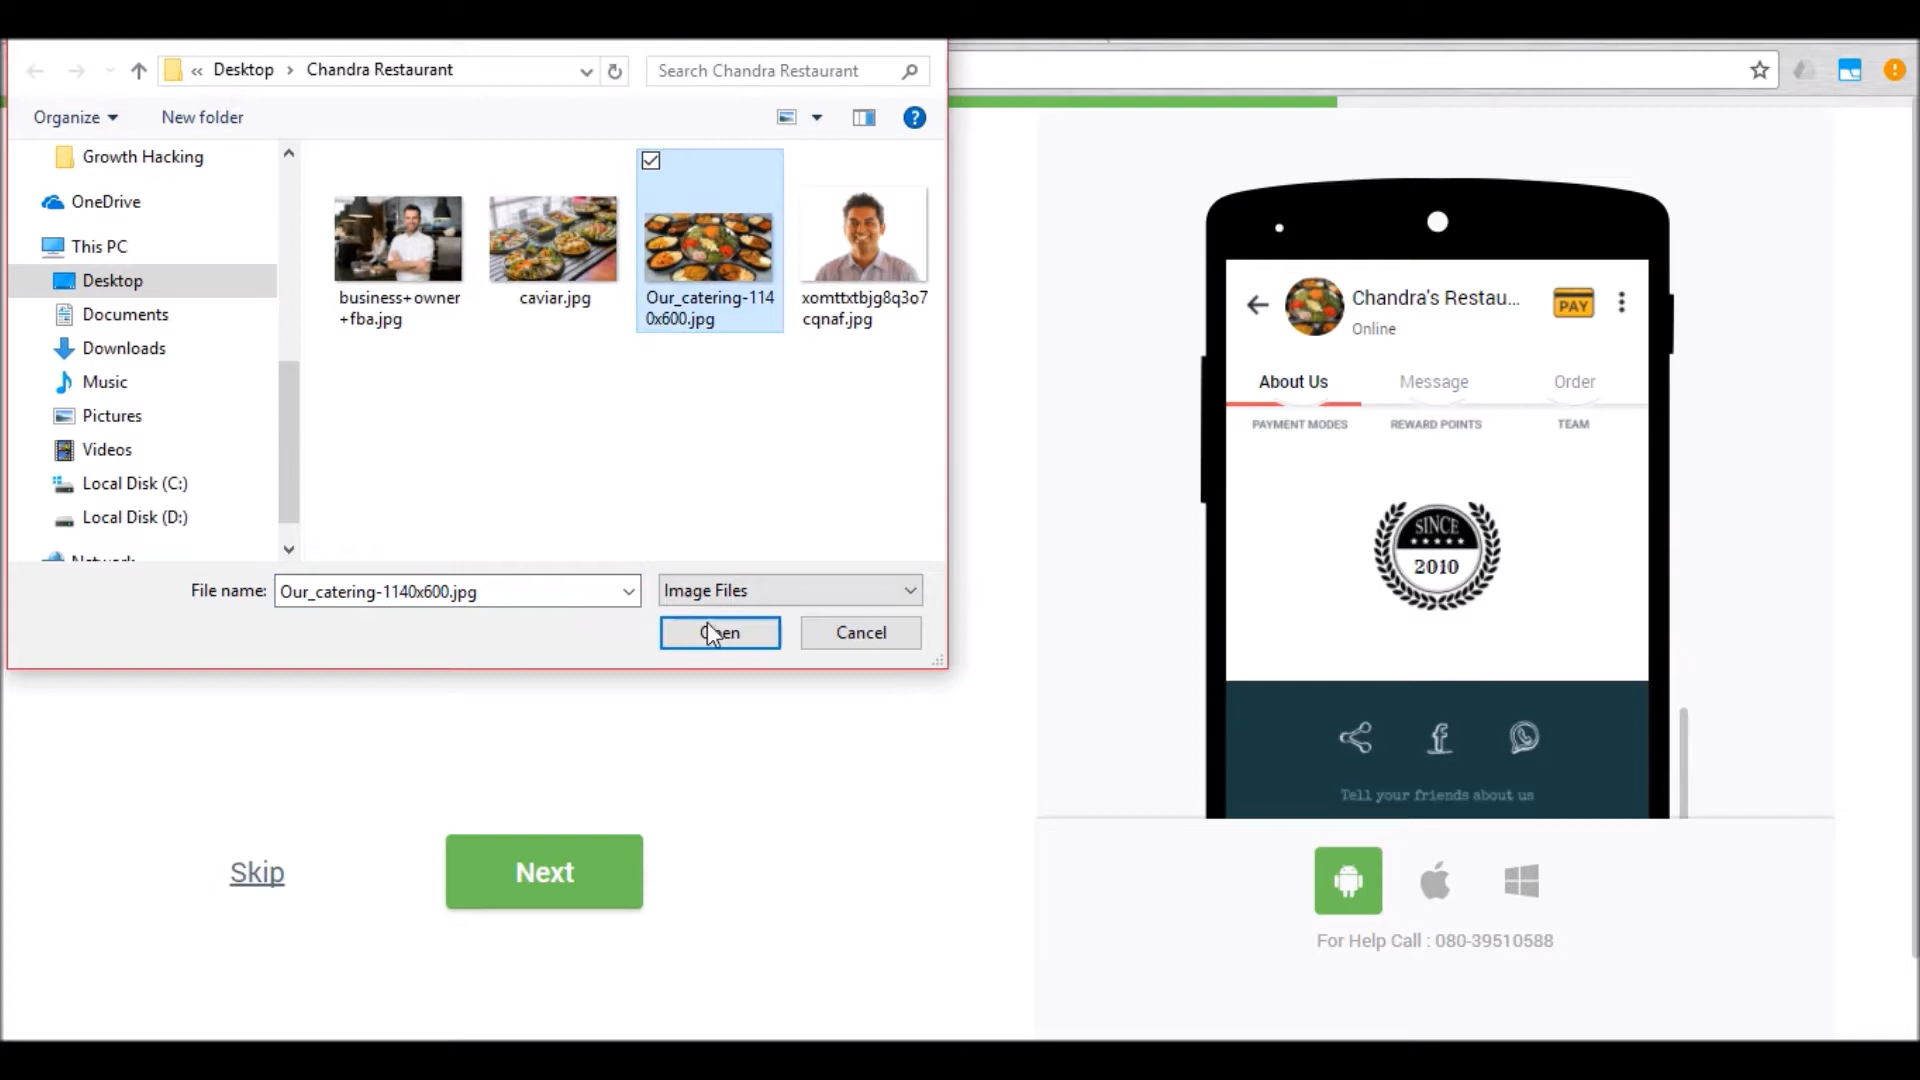 « Desktop › Chandra Restaurant
Search Chandra Restaurant
Organize
New folder
Growth Hacking
OneDrive
This PC
Desktop
Documents
Downloads
Music
Pictures
Videos
Local Disk (C:)
Local Disk (D:)
Network
business+owner
+fba.jpg
caviar.jpg
Our_catering-114
0x600.jpg
xomttxtbjg8q3o7
cqnaf.jpg
File name:
Our_catering-1140x600.jpg
Image Files
Open
Cancel
Skip
Next
Chandra's Restau...
Online
PAY
About Us
Message
Order
PAYMENT MODES
REWARD POINTS
TEAM
SINCE
2010
Tell your friends about us
For Help Call : 080-39510588